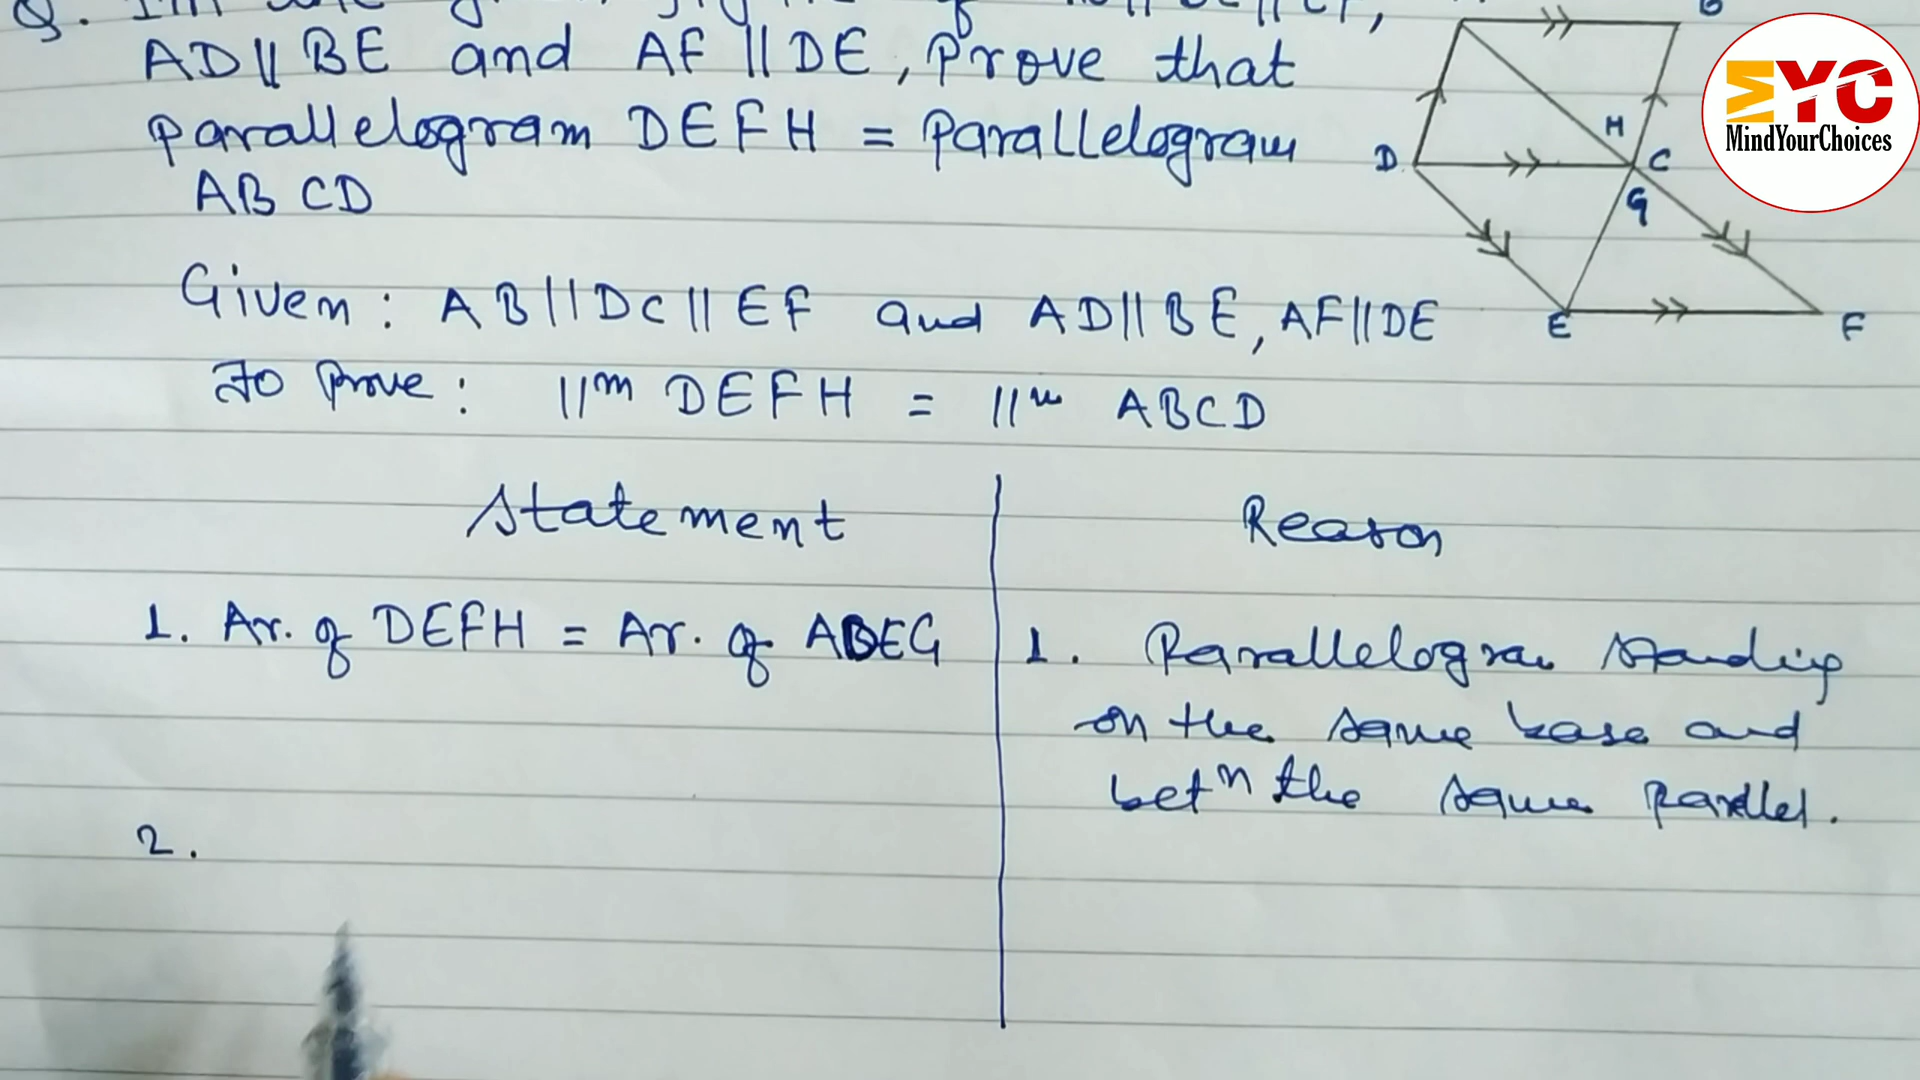 AD∥BE and AF∥DE, Prove that
parallelogram DEFH = Parallelogram
ABCD
Given: AB∥DC∥EF and AD∥BE, AF∥DE
To Prove: ∥m DEFH = ∥m ABCD
Statement
Reason
1. Ar. of DEFH = Ar. of ADEG
1. Parallelogram standing
on the same base and
betn the same parallel.
2.
D
H
C
G
E
F
MYC
MindYourChoices